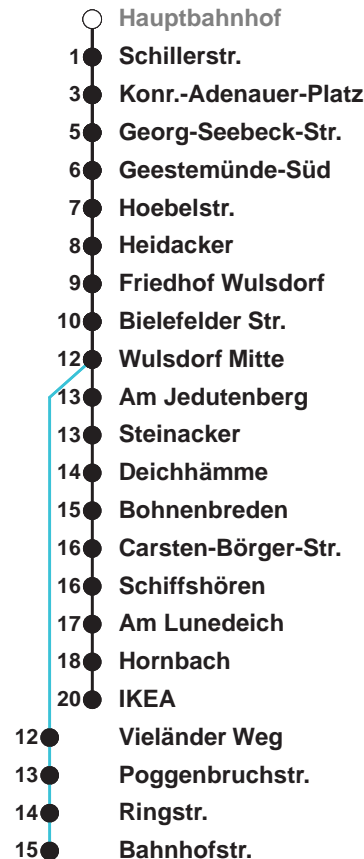 Hauptbahnhof
1 Schillerstr.
3 Konr.-Adenauer-Platz
5 Georg-Seebeck-Str.
6 Geestemünde-Süd
7 Hoebelstr.
8 Heidacker
9 Friedhof Wulsdorf
10 Bielefelder Str.
12 Wulsdorf Mitte
13 Am Jedutenberg
13 Steinacker
14 Deichhämme
15 Bohnenbreden
16 Carsten-Börger-Str.
16 Schiffshören
17 Am Lunedeich
18 Hornbach
20 IKEA
12 Vieländer Weg
13 Poggenbruchstr.
14 Ringstr.
15 Bahnhofstr.